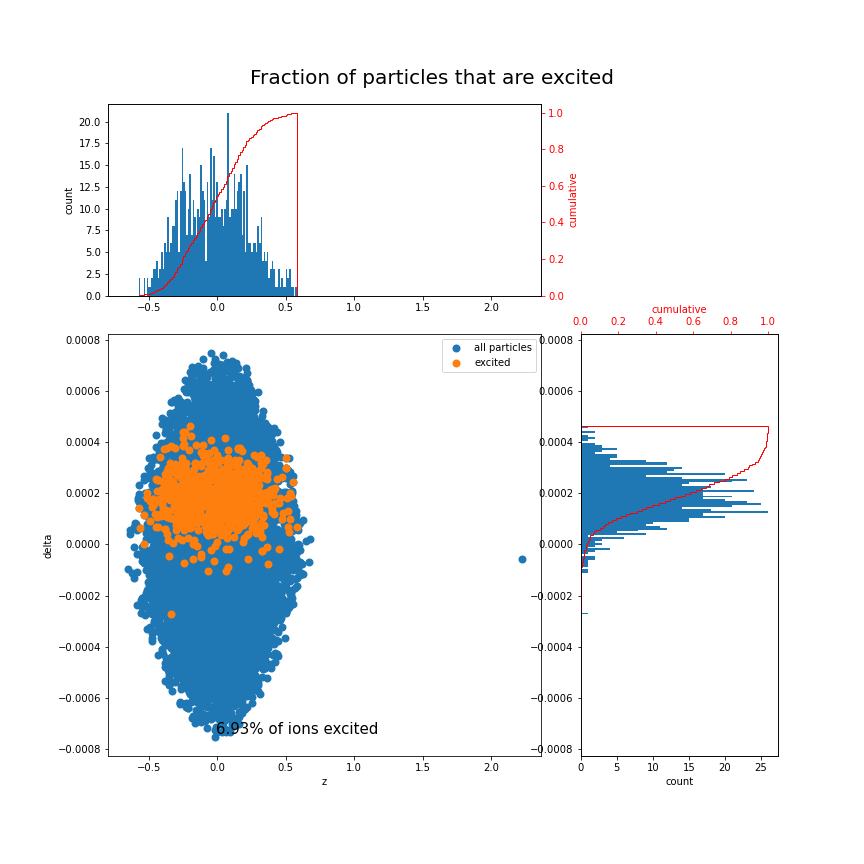 Fraction of particles that are excited
20.0
17.5
15.0
12.5
10.0
7.5
5.0
2.5
0.0
count
−0.5 0.0 0.5 1.0 1.5 2.0
1.0
0.8
0.6
0.4
0.2
0.0
cumulative
cumulative
0.0 0.2 0.4 0.6 0.8 1.0
0.0008
0.0006
0.0004
0.0002
0.0000
−0.0002
−0.0004
−0.0006
−0.0008
delta
all particles
excited
6.93% of ions excited
−0.5 0.0 0.5 1.0 1.5 2.0
z
0.0008
0.0006
0.0004
0.0002
0.0000
−0.0002
−0.0004
−0.0006
−0.0008
0 5 10 15 20 25
count